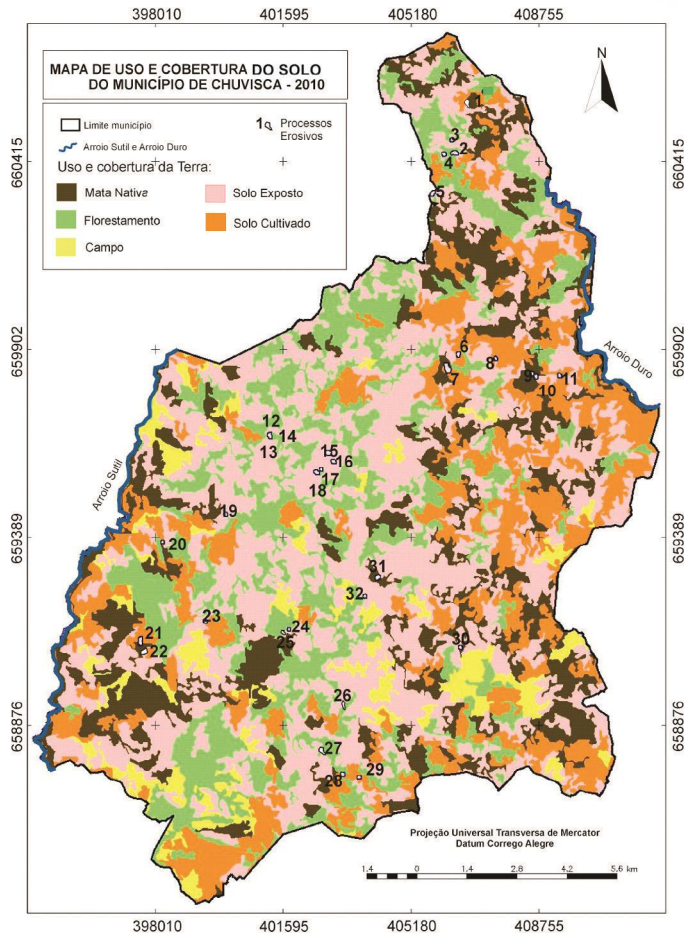 398010 401595 405180 408755
MAPA DE USO E COBERTURA DO SOLO
DO MUNICÍPIO DE CHUVISCA - 2010
N
Limite município
1 Processos
Erosivos
Arroio Sutil e Arroio Duro
Uso e cobertura da Terra:
Mata Nativa
Solo Exposto
Florestamento
Solo Cultivado
Campo
660415
660415
1
3
2
4
5
659902
659902
Arroio Duro
6
7
8
9
10
11
12
14
13
15
16
17
18
Arroio Sutil
19
659389
659389
20
31
32
23
24
25
21
22
30
26
658876
658876
27
28
29
Projeção Universal Transversa de Mercator
Datum Corrego Alegre
1.4 0 1.4 2.8 4.2 5.6 km
398010 401595 405180 408755